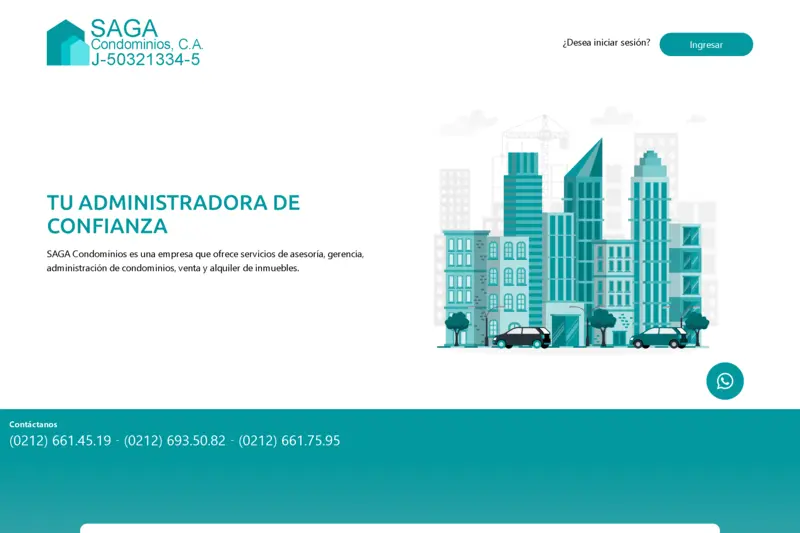 SAGA
Condominios, C.A.
J-50321334-5
¿Desea iniciar sesión?
Ingresar
TU ADMINISTRADORA DE
CONFIANZA
SAGA Condominios es una empresa que ofrece servicios de asesoría, gerencia,
administración de condominios, venta y alquiler de inmuebles.
Contáctanos
(0212) 661.45.19 - (0212) 693.50.82 - (0212) 661.75.95